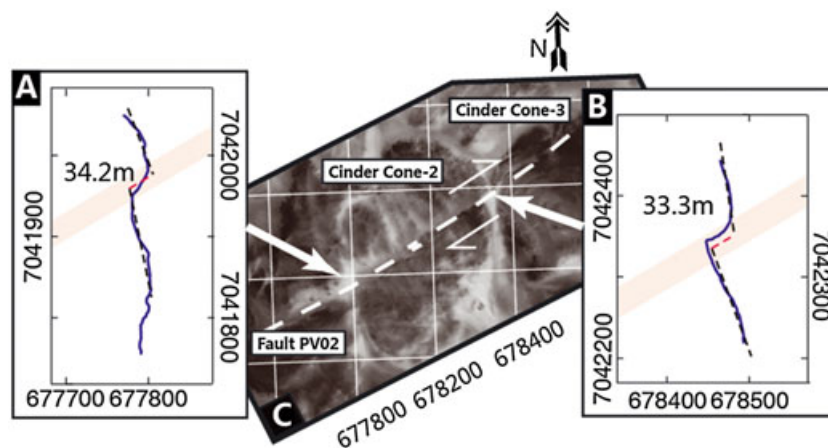 A
34.2m
7042000
7041900
7041800
677700 677800
N
Cinder Cone-3
Cinder Cone-2
Fault PV02
C
677800 678200 678400
B
33.3m
7042400
7042300
7042200
678400 678500